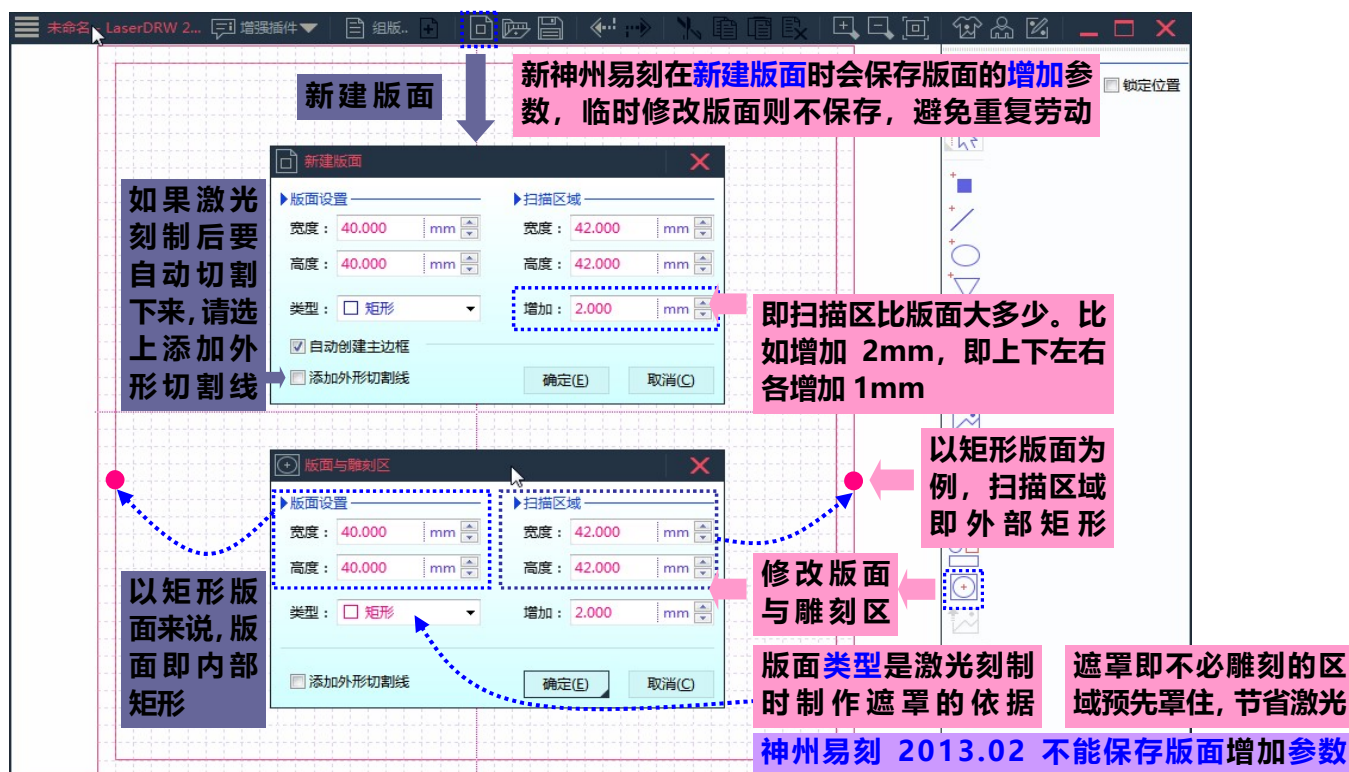 未命名 - LaserDRW 2... 增强插件 组版..
新建版面
新神州易刻在新建版面时会保存版面的增加参
数，临时修改版面则不保存，避免重复劳动
锁定位置
新建版面
如果激光
刻制后要
自动切割
下来,请选
上添加外
形切割线
版面设置
宽度： 40.000 mm
高度： 40.000 mm
类型： 矩形
自动创建主边框
添加外形切割线
扫描区域
宽度： 42.000 mm
高度： 42.000 mm
增加： 2.000 mm
确定(E) 取消(C)
即扫描区比版面大多少。比
如增加 2mm，即上下左右
各增加 1mm
版面与雕刻区
版面设置
宽度： 40.000 mm
高度： 40.000 mm
类型： 矩形
添加外形切割线
扫描区域
宽度： 42.000 mm
高度： 42.000 mm
增加： 2.000 mm
确定(E) 取消(C)
以矩形版面为
例，扫描区域
即外部矩形
修改版面
与雕刻区
以矩形版
面来说,版
面即内部
矩形
版面类型是激光刻制
时制作遮罩的依据
遮罩即不必雕刻的区
域预先罩住,节省激光
神州易刻 2013.02 不能保存版面增加参数